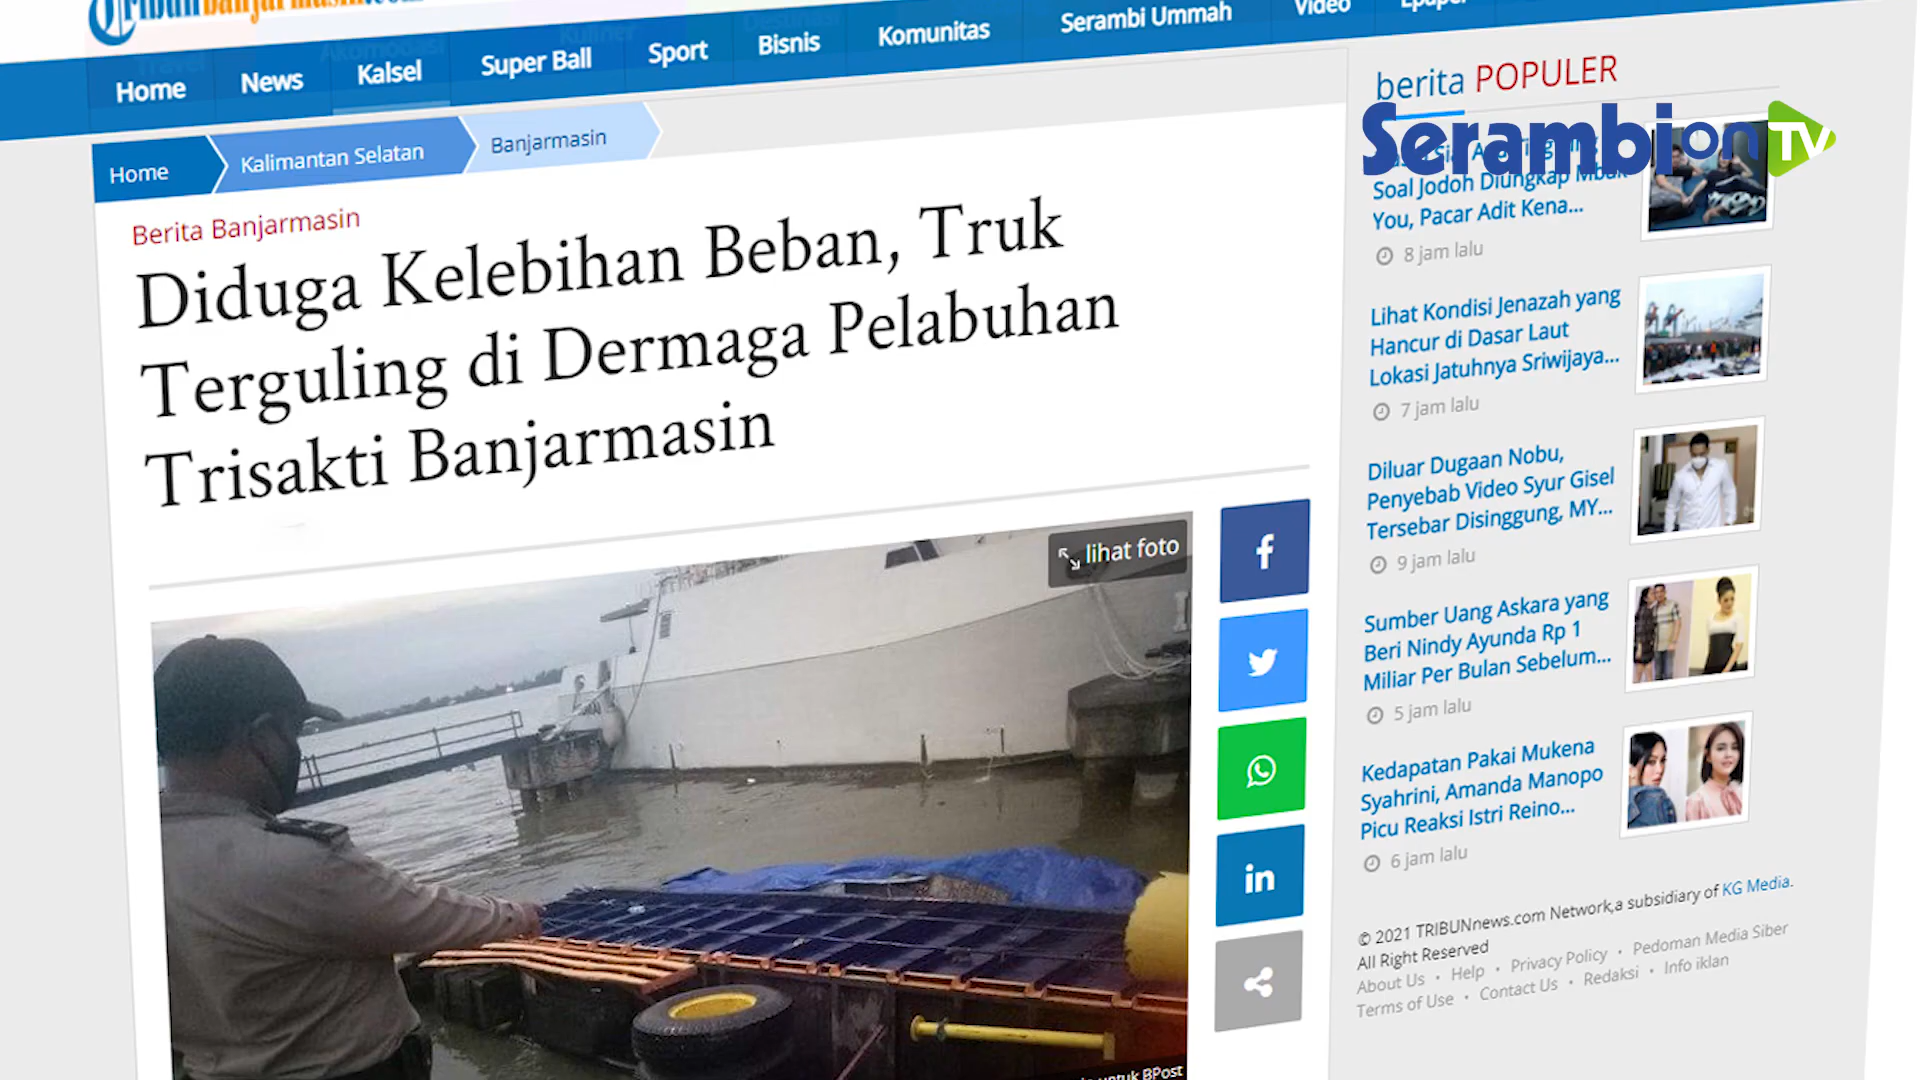 Home
News
Kalsel
Super Ball
Sport
Bisnis
Komunitas
Serambi Ummah
Video
Home
Kalimantan Selatan
Banjarmasin
Berita Banjarmasin
Diduga Kelebihan Beban, Truk
Terguling di Dermaga Pelabuhan
Trisakti Banjarmasin
lihat foto
untuk BPost
berita POPULER
Serambi on TV
Soal Jodoh Diungkap Mbak
You, Pacar Adit Kena...
8 jam lalu
Lihat Kondisi Jenazah yang
Hancur di Dasar Laut
Lokasi Jatuhnya Sriwijaya...
7 jam lalu
Diluar Dugaan Nobu,
Penyebab Video Syur Gisel
Tersebar Disinggung, MY...
9 jam lalu
Sumber Uang Askara yang
Beri Nindy Ayunda Rp 1
Miliar Per Bulan Sebelum...
5 jam lalu
Kedapatan Pakai Mukena
Syahrini, Amanda Manopo
Picu Reaksi Istri Reino...
6 jam lalu
© 2021 TRIBUNnews.com Network,a subsidiary of KG Media.
All Right Reserved
About Us • Help • Privacy Policy • Pedoman Media Siber
Terms of Use • Contact Us • Redaksi • Info iklan